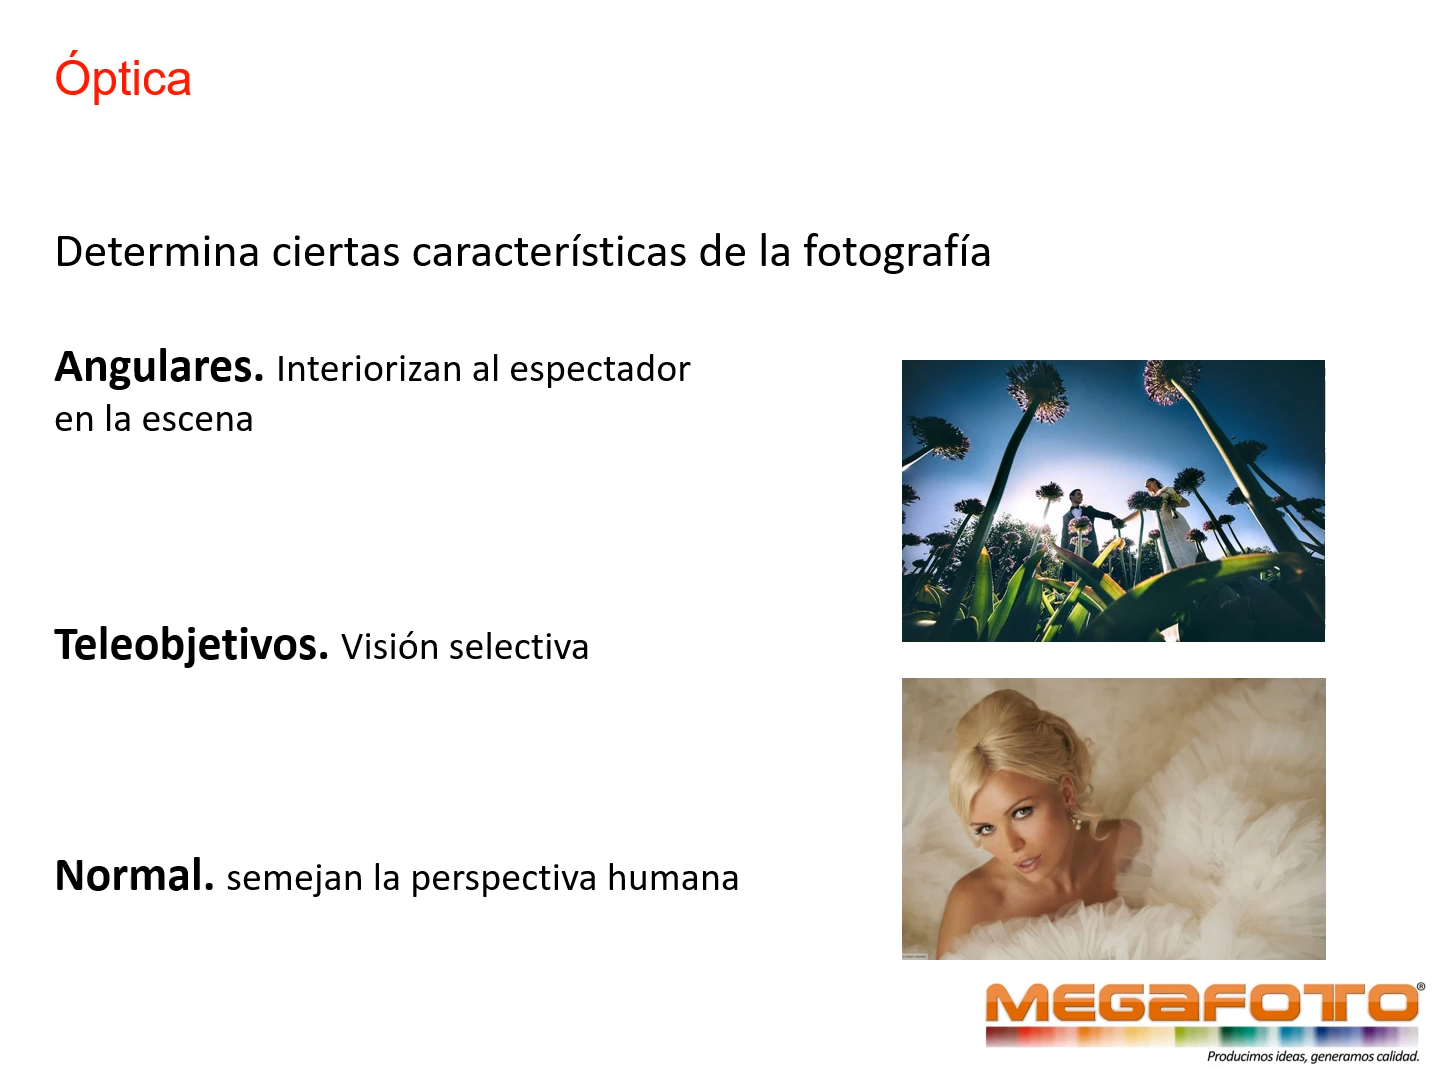 Óptica
Determina ciertas características de la fotografía
Angulares. Interiorizan al espectador
en la escena
Teleobjetivos. Visión selectiva
Normal. semejan la perspectiva humana
MEGAFOTO®
Producimos ideas, generamos calidad.